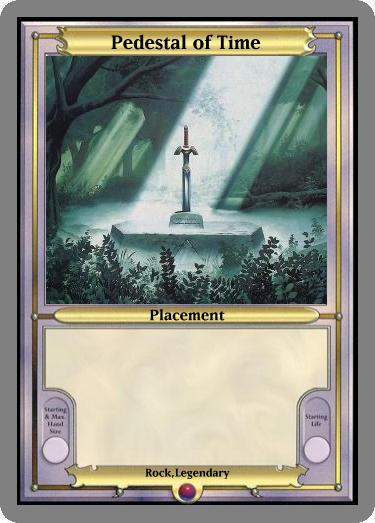 Pedestal of Time
Placement
Starting
& Max.
Hand
Size
Starting
Life
Rock,Legendary